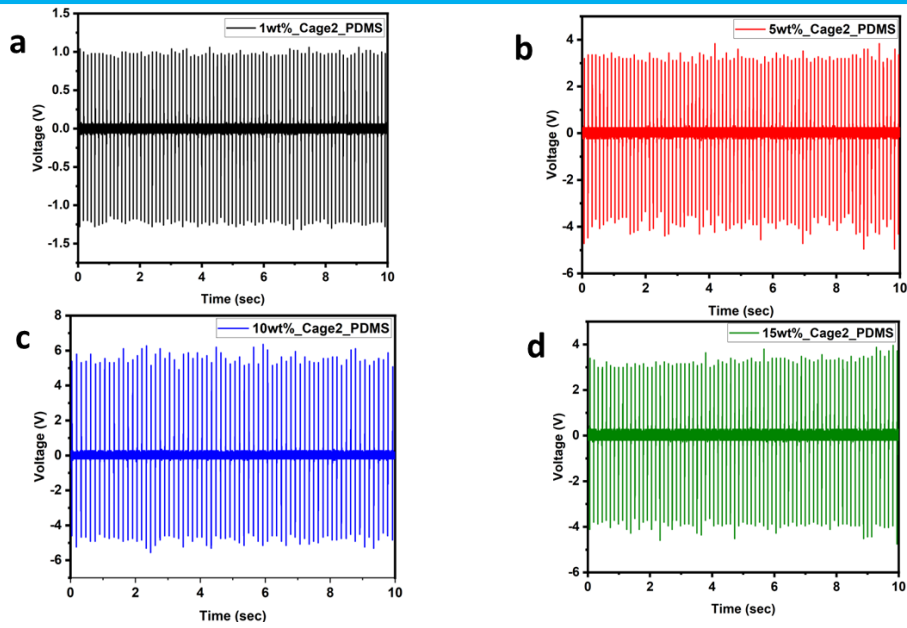 a
1wt%_Cage2_PDMS
1.5
1.0
0.5
0.0
-0.5
-1.0
-1.5
Voltage (V)
0 2 4 6 8 10
Time (sec)
b
5wt%_Cage2_PDMS
4
2
0
-2
-4
-6
Voltage (V)
0 2 4 6 8 10
Time (sec)
c
10wt%_Cage2_PDMS
8
6
4
2
0
-2
-4
-6
Voltage (V)
0 2 4 6 8 10
Time (sec)
d
15wt%_Cage2_PDMS
4
2
0
-2
-4
-6
Voltage (V)
0 2 4 6 8 10
Time (sec)